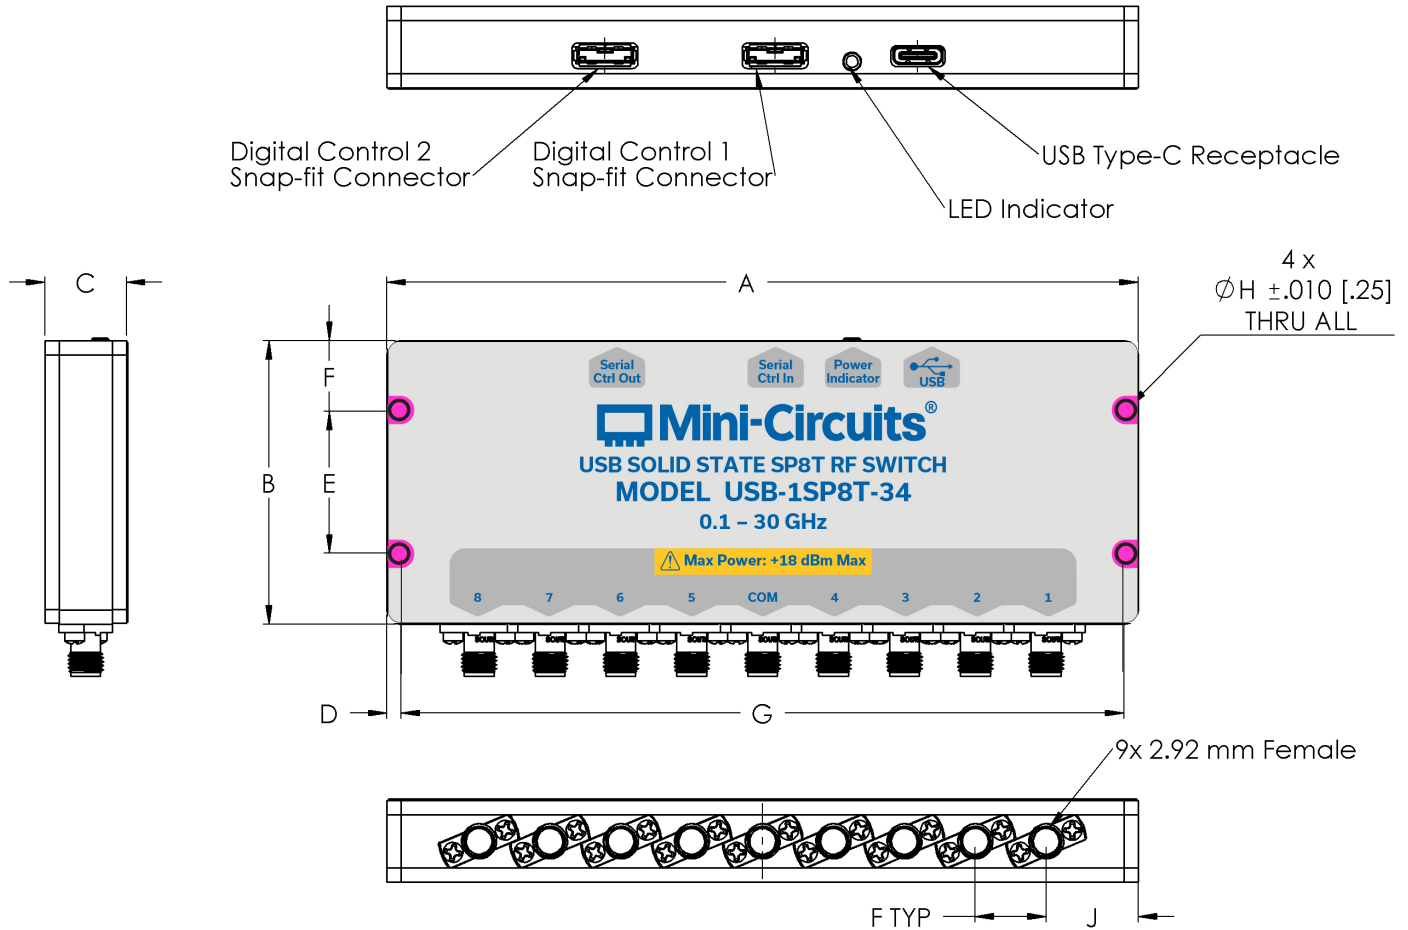 Digital Control 2
Snap-fit Connector
Digital Control 1
Snap-fit Connector
USB Type-C Receptacle
LED Indicator
C
A
4 x
∅H ±.010 [.25]
THRU ALL
F
B
E
Serial
Ctrl Out
Serial
Ctrl In
Power
Indicator
USB
Mini-Circuits®
USB SOLID STATE SP8T RF SWITCH
MODEL USB-1SP8T-34
0.1 – 30 GHz
Max Power: +18 dBm Max
8 7 6 5 COM 4 3 2 1
D
G
9x 2.92 mm Female
F TYP
J